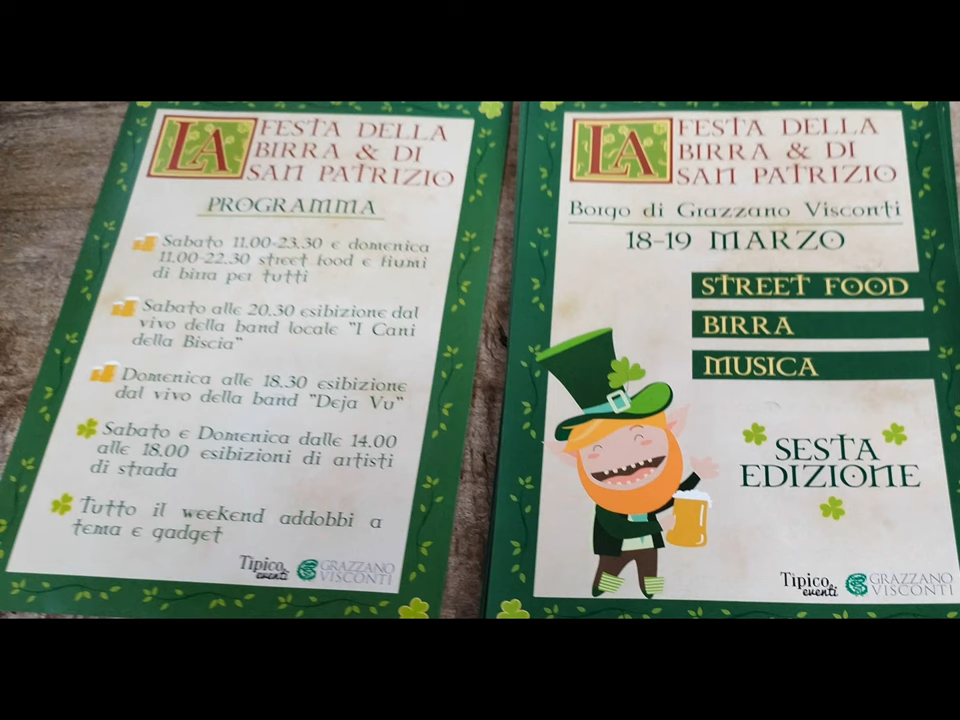 LA FESTA DELLA
BIRRA & DI
SAN PATRIZIO
PROGRAMMA
Sabato 11.00-23.30 e domenica
11.00-22.30 street food e fiumi
di birra per tutti
Sabato alle 20.30 esibizione dal
vivo della band locale "I Cani
della Biscia"
Domenica alle 18.30 esibizione
dal vivo della band "Deja Vu"
Sabato e Domenica dalle 14.00
alle 18.00 esibizioni di artisti
di strada
Tutto il weekend addobbi a
tema e gadget
Tipico
eventi
GRAZZANO
VISCONTI
LA FESTA DELLA
BIRRA & DI
SAN PATRIZIO
Borgo di Grazzano Visconti
18-19 MARZO
STREET FOOD
BIRRA
MUSICA
SESTA
EDIZIONE
Tipico
eventi
GRAZZANO
VISCONTI